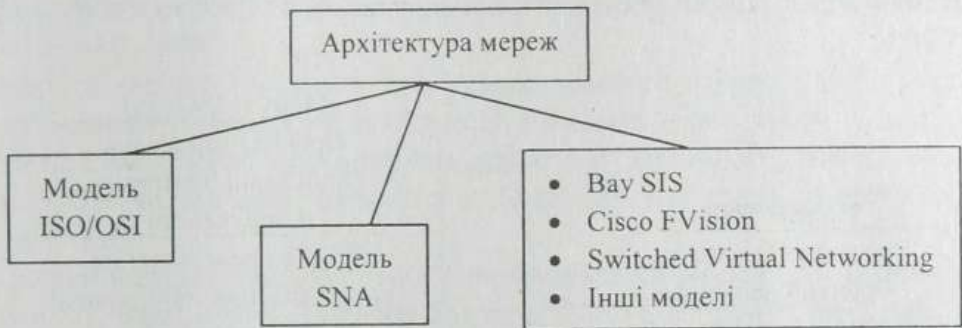 Архітектура мереж
Модель
ISO/OSI
Модель
SNA
• Bay SIS
• Cisco FVision
• Switched Virtual Networking
• Інші моделі